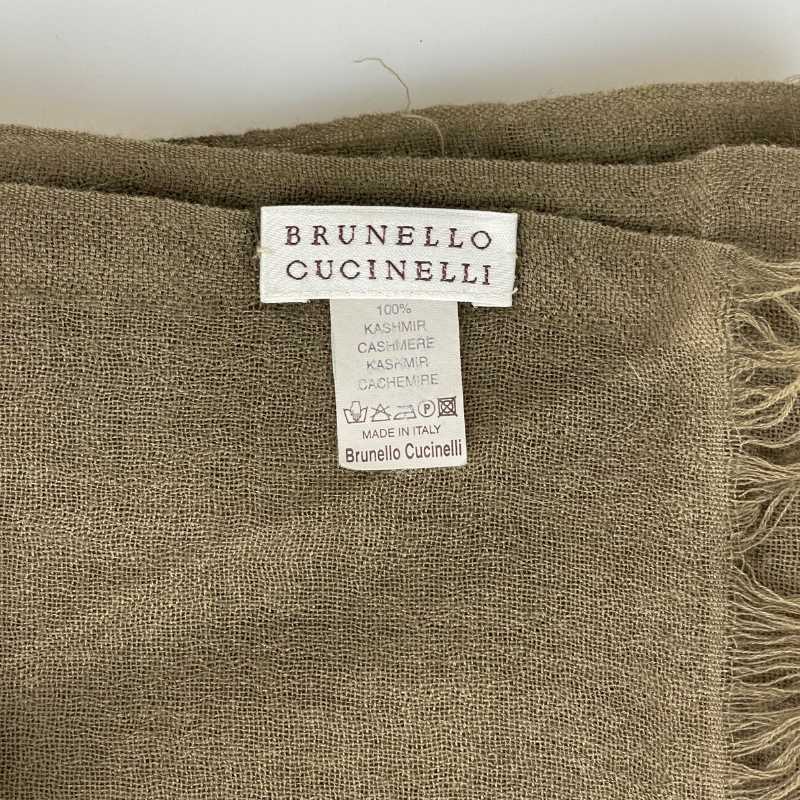 BRUNELLO
CUCINELLI
100%
KASHMIR
CASHMERE
KASHMIR
CACHEMIRE
P
MADE IN ITALY
Brunello Cucinelli